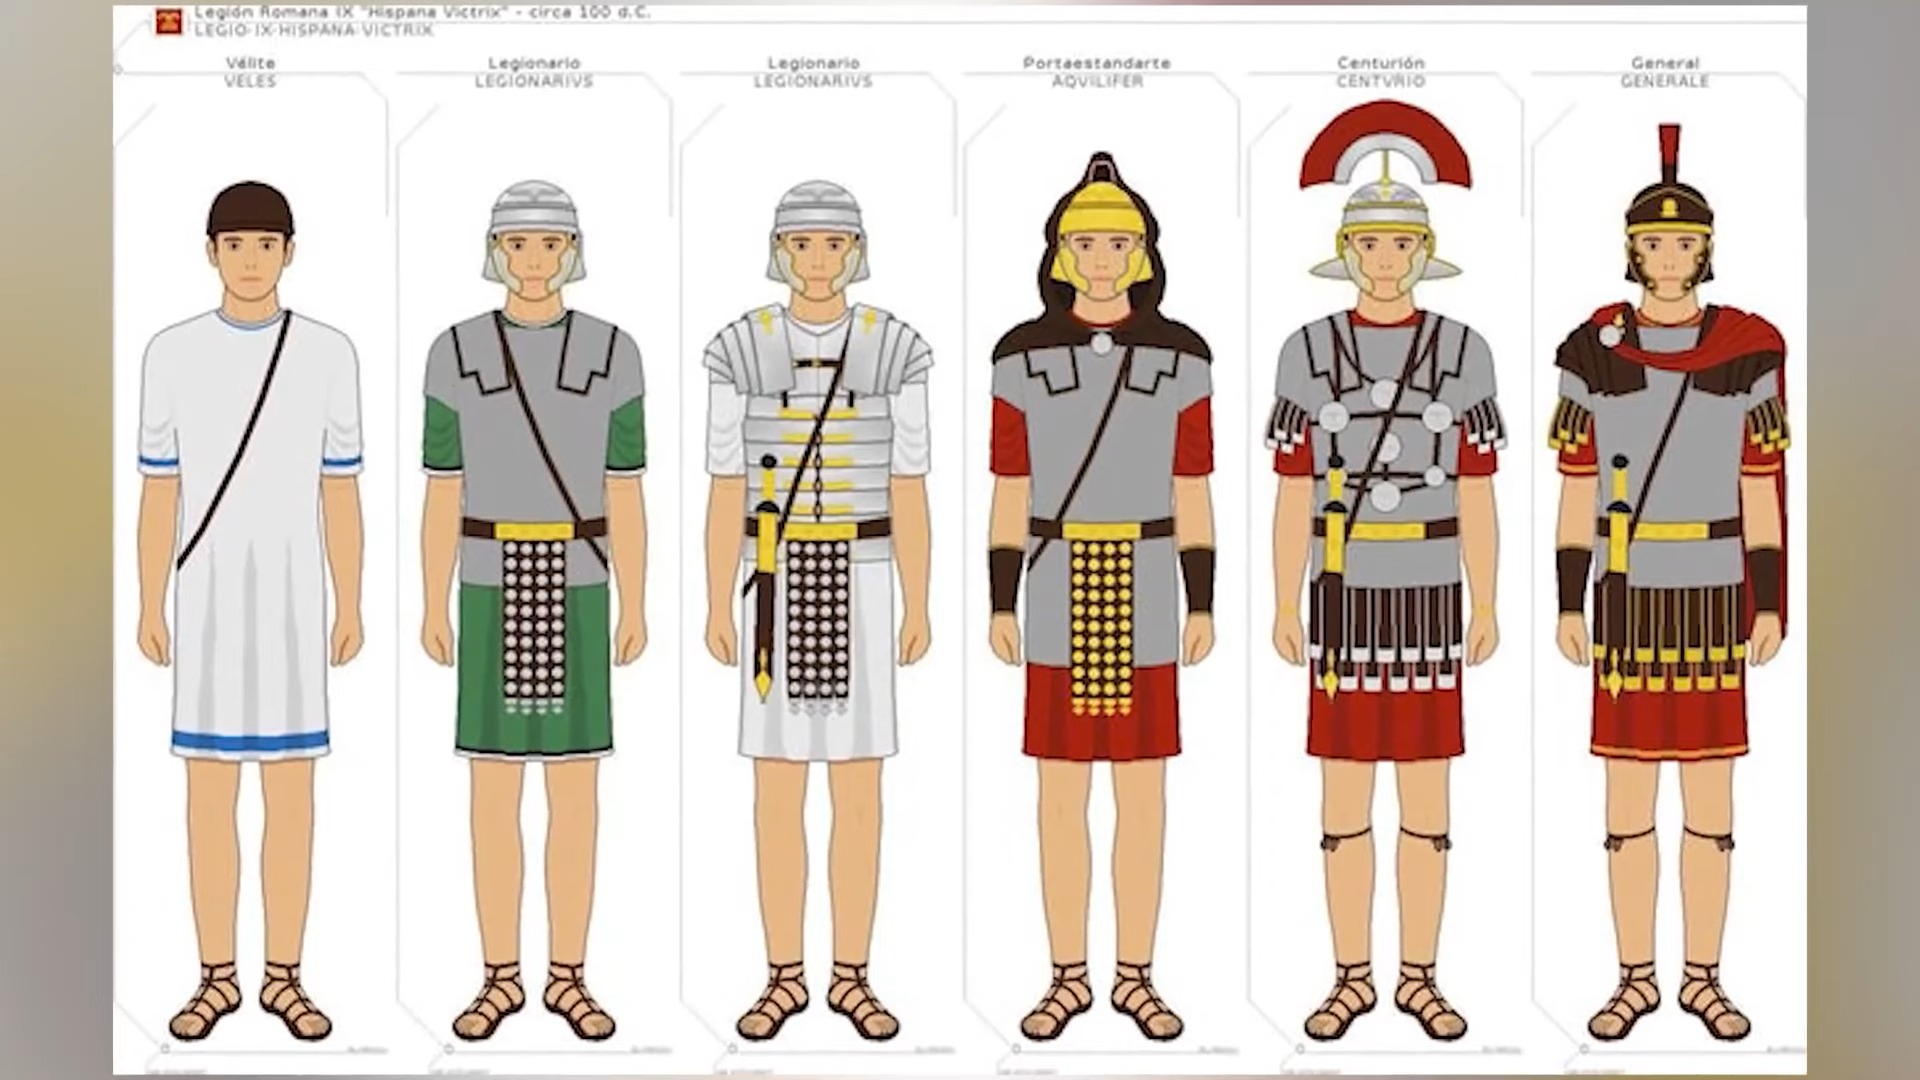 Legión Romana IX "Hispana Victrix" - circa 100 d.C.
LEGIO·IX·HISPANA·VICTRIX
Vélite
VELES
Legionario
LEGIONARIVS
Legionario
LEGIONARIVS
Portaestandarte
AQVILIFER
Centurión
CENTVRIO
General
GENERALE